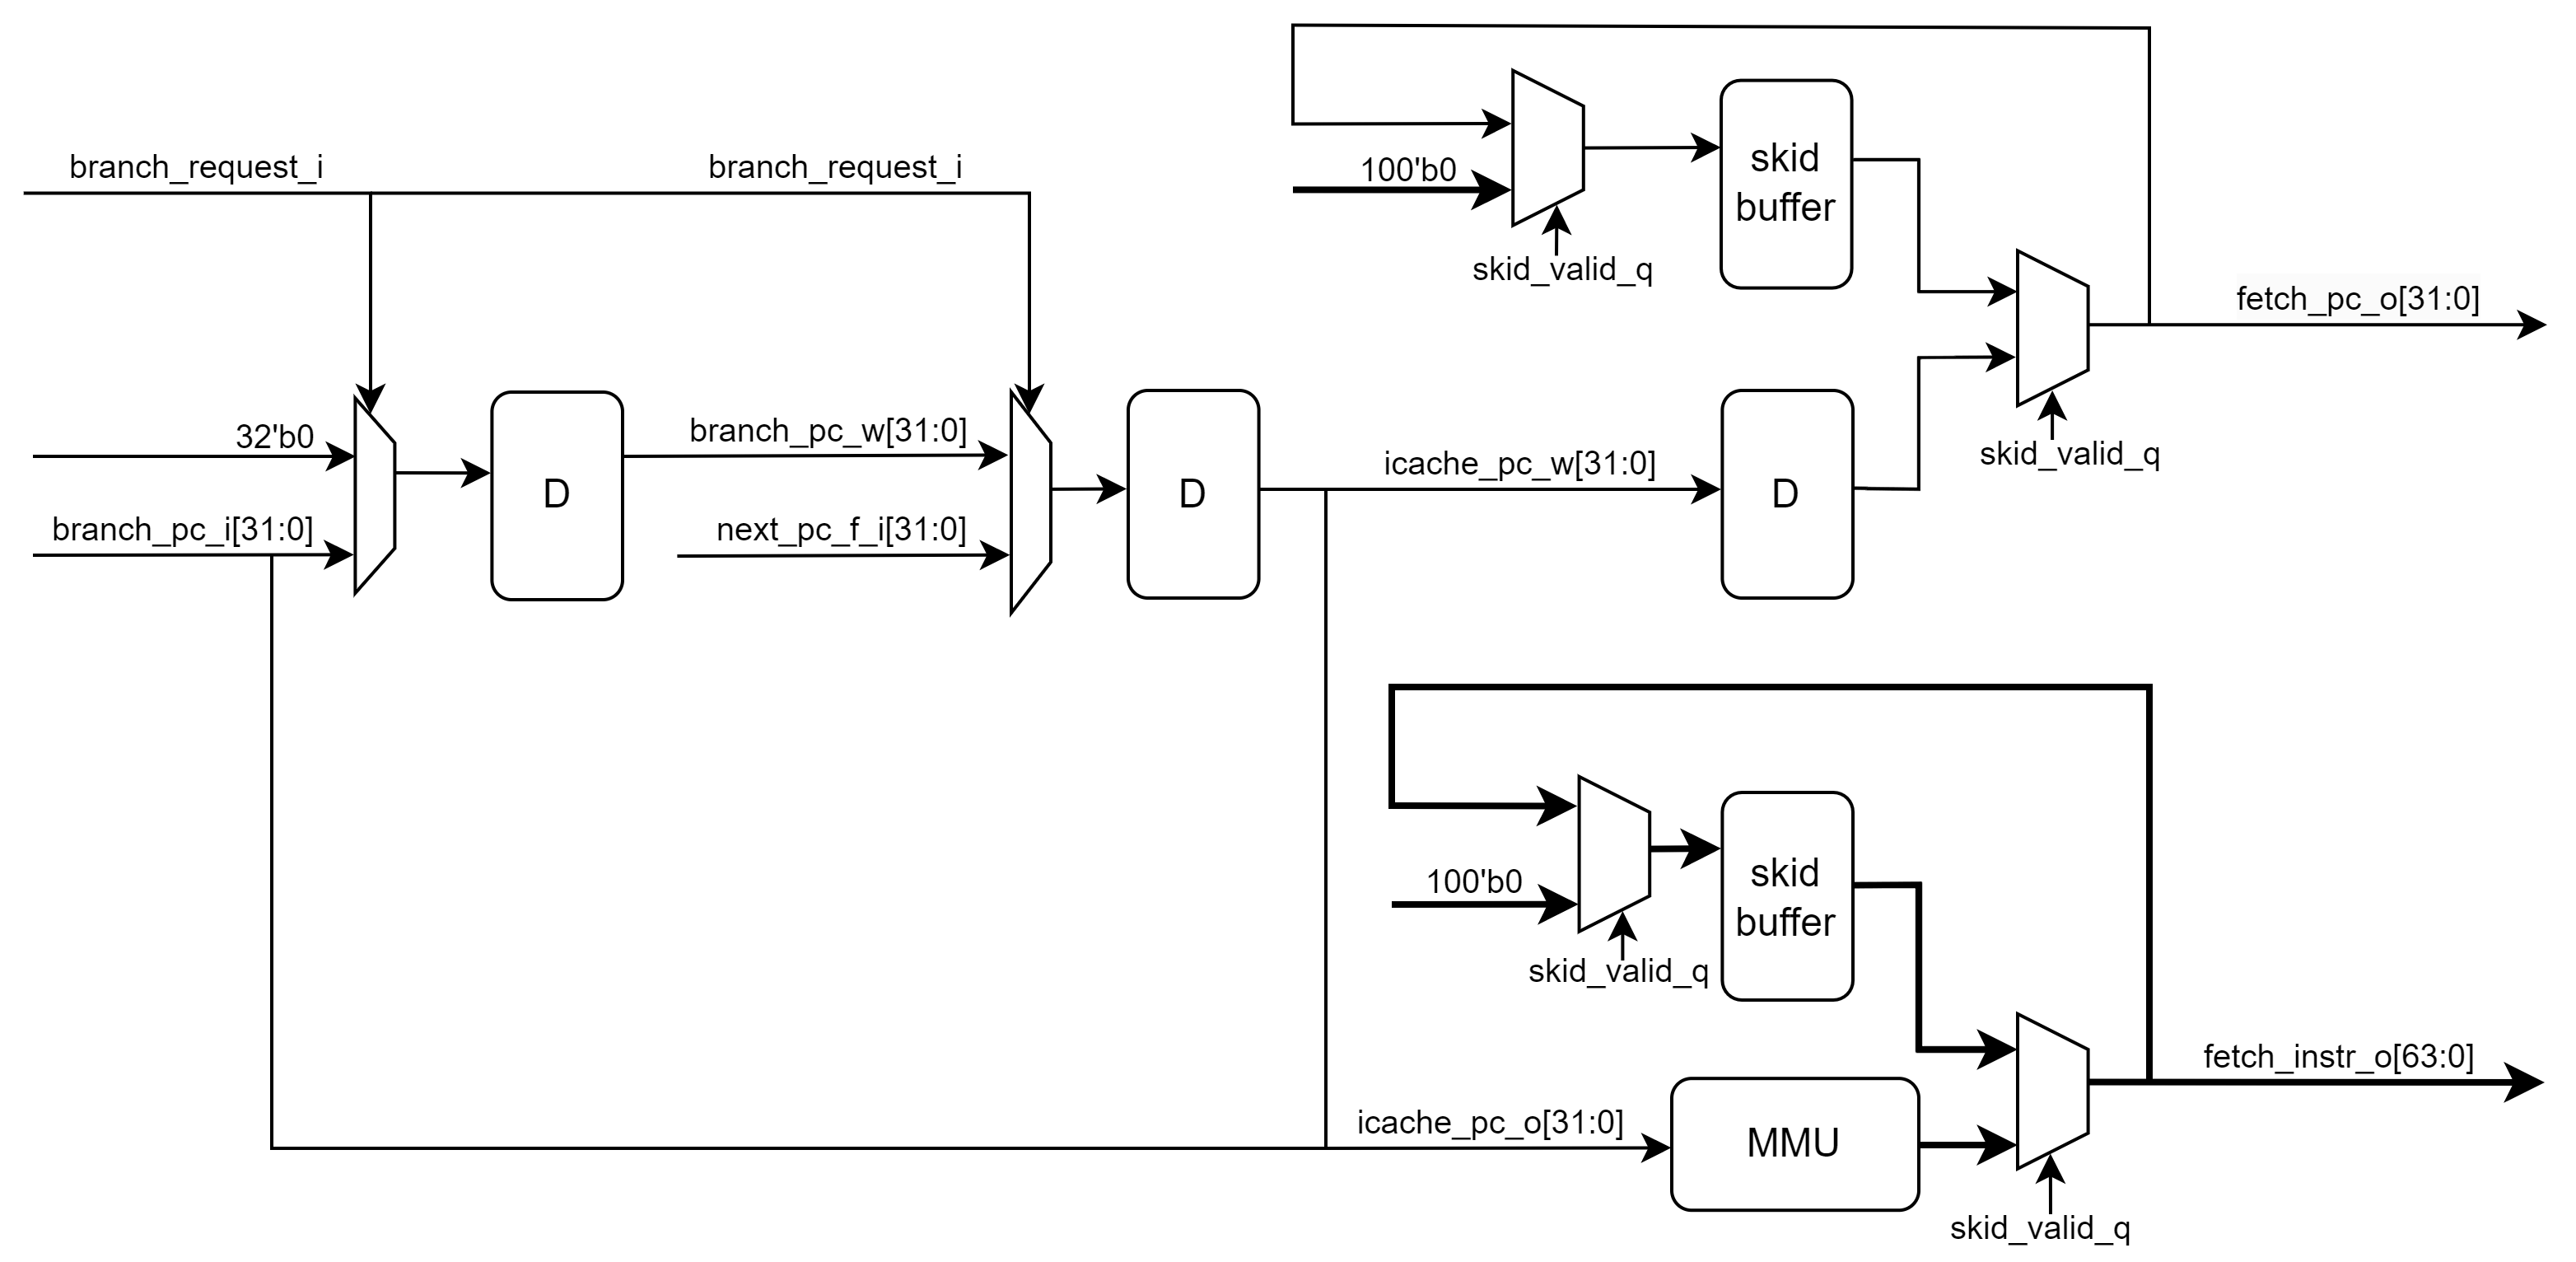 branch_request_i
branch_request_i
100'b0
skid
buffer
skid_valid_q
fetch_pc_o[31:0]
32'b0
branch_pc_i[31:0]
D
branch_pc_w[31:0]
next_pc_f_i[31:0]
D
icache_pc_w[31:0]
D
skid_valid_q
100'b0
skid
buffer
skid_valid_q
fetch_instr_o[63:0]
icache_pc_o[31:0]
MMU
skid_valid_q